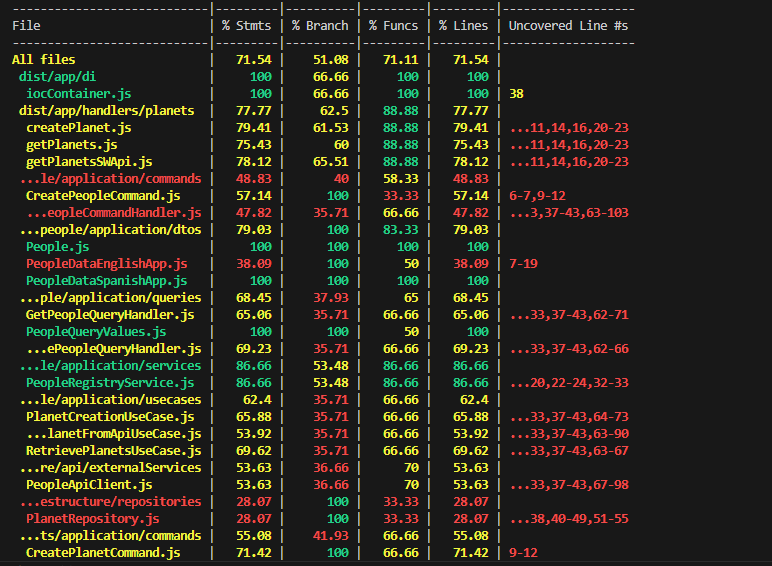 ----------------------------|---------|----------|---------|---------|-------------------
File                        | % Stmts | % Branch | % Funcs | % Lines | Uncovered Line #s
----------------------------|---------|----------|---------|---------|-------------------
All files                   |   71.54 |    51.08 |   71.11 |   71.54 |
 dist/app/di                |     100 |    66.66 |     100 |     100 |
  iocContainer.js           |     100 |    66.66 |     100 |     100 | 38
 dist/app/handlers/planets  |   77.77 |     62.5 |   88.88 |   77.77 |
  createPlanet.js           |   79.41 |    61.53 |   88.88 |   79.41 | ...11,14,16,20-23
  getPlanets.js             |   75.43 |       60 |   88.88 |   75.43 | ...11,14,16,20-23
  getPlanetsSWApi.js        |   78.12 |    65.51 |   88.88 |   78.12 | ...11,14,16,20-23
 ...le/application/commands |   48.83 |       40 |   58.33 |   48.83 |
  CreatePeopleCommand.js    |   57.14 |      100 |   33.33 |   57.14 | 6-7,9-12
  ...eopleCommandHandler.js |   47.82 |    35.71 |   66.66 |   47.82 | ...3,37-43,63-103
 ...people/application/dtos |   79.03 |      100 |   83.33 |   79.03 |
  People.js                 |     100 |      100 |     100 |     100 |
  PeopleDataEnglishApp.js   |   38.09 |      100 |      50 |   38.09 | 7-19
  PeopleDataSpanishApp.js   |     100 |      100 |     100 |     100 |
 ...ple/application/queries |   68.45 |    37.93 |      65 |   68.45 |
  GetPeopleQueryHandler.js  |   65.06 |    35.71 |   66.66 |   65.06 | ...33,37-43,62-71
  PeopleQueryValues.js      |     100 |      100 |      50 |     100 |
  ...ePeopleQueryHandler.js |   69.23 |    35.71 |   66.66 |   69.23 | ...33,37-43,62-66
 ...le/application/services |   86.66 |    53.48 |   86.66 |   86.66 |
  PeopleRegistryService.js  |   86.66 |    53.48 |   86.66 |   86.66 | ...20,22-24,32-33
 ...le/application/usecases |    62.4 |    35.71 |   66.66 |    62.4 |
  PlanetCreationUseCase.js  |   65.88 |    35.71 |   66.66 |   65.88 | ...33,37-43,64-73
  ...lanetFromApiUseCase.js |   53.92 |    35.71 |   66.66 |   53.92 | ...33,37-43,63-90
  RetrievePlanetsUseCase.js |   69.62 |    35.71 |   66.66 |   69.62 | ...33,37-43,63-67
 ...re/api/externalServices |   53.63 |    36.66 |      70 |   53.63 |
  PeopleApiClient.js        |   53.63 |    36.66 |      70 |   53.63 | ...33,37-43,67-98
 ...estructure/repositories |   28.07 |      100 |   33.33 |   28.07 |
  PlanetRepository.js       |   28.07 |      100 |   33.33 |   28.07 | ...38,40-49,51-55
 ...ts/application/commands |   55.08 |    41.93 |   66.66 |   55.08 |
  CreatePlanetCommand.js    |   71.42 |      100 |   66.66 |   71.42 | 9-12